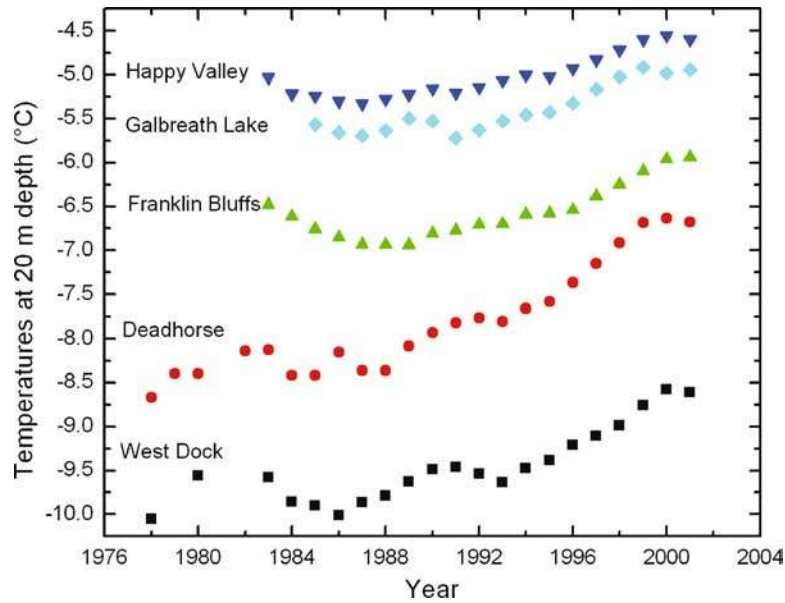 -4.5
-5.0
-5.5
-6.0
-6.5
-7.0
-7.5
-8.0
-8.5
-9.0
-9.5
-10.0
Temperatures at 20 m depth (°C)
Happy Valley
Galbreath Lake
Franklin Bluffs
Deadhorse
West Dock
1976 1980 1984 1988 1992 1996 2000 2004
Year